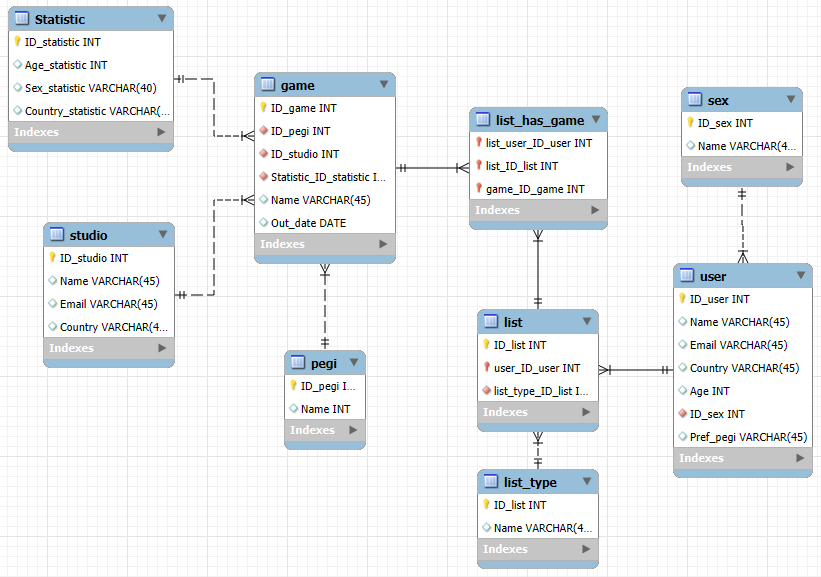 Statistic
ID_statistic INT
Age_statistic INT
Sex_statistic VARCHAR(40)
Country_statistic VARCHAR(...
Indexes
game
ID_game INT
ID_pegi INT
ID_studio INT
Statistic_ID_statistic I...
Name VARCHAR(45)
Out_date DATE
Indexes
list_has_game
list_user_ID_user INT
list_ID_list INT
game_ID_game INT
Indexes
sex
ID_sex INT
Name VARCHAR(4...
Indexes
studio
ID_studio INT
Name VARCHAR(45)
Email VARCHAR(45)
Country VARCHAR(4...
Indexes
pegi
ID_pegi I...
Name INT
Indexes
list
ID_list INT
user_ID_user INT
list_type_ID_list I...
Indexes
user
ID_user INT
Name VARCHAR(45)
Email VARCHAR(45)
Country VARCHAR(45)
Age INT
ID_sex INT
Pref_pegi VARCHAR(45)
Indexes
list_type
ID_list INT
Name VARCHAR(4...
Indexes